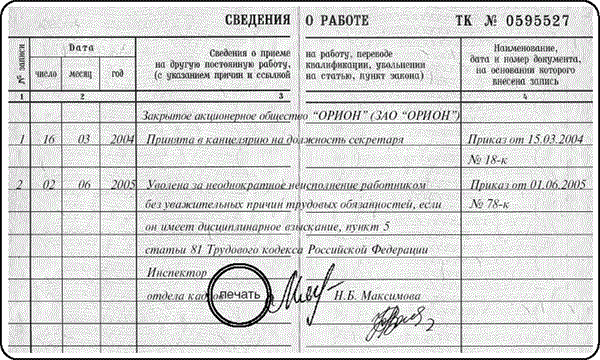 СВЕДЕНИЯ О РАБОТЕ ТК № 0595527
№ записи
Дата
число месяц год
Сведения о приеме на работу, переводе
на другую постоянную работу, квалификации, увольнении
(с указанием причин и ссылкой на статью, пункт закона)
Наименование,
дата и номер документа,
на основании которого
внесена запись
1 2 3 4
Закрытое акционерное общество "ОРИОН" (ЗАО "ОРИОН")
1 16 03 2004 Принята в канцелярию на должность секретаря Приказ от 15.03.2004
№ 18-к
2 02 06 2005 Уволена за неоднократное неисполнение работником Приказ от 01.06.2005
без уважительных причин трудовых обязанностей, если № 78-к
он имеет дисциплинарное взыскание, пункт 5
статьи 81 Трудового кодекса Российской Федерации
Инспектор
отдела кадров печать Н.Б. Максимова